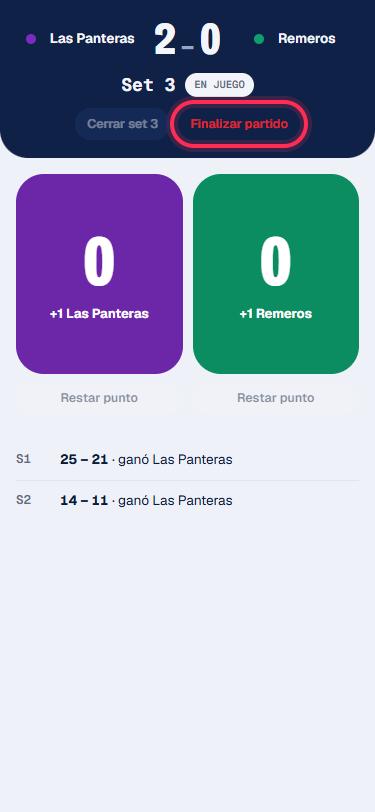 Las Panteras 2 – 0 Remeros
Set 3 EN JUEGO
Cerrar set 3 Finalizar partido
0 0
+1 Las Panteras +1 Remeros
Restar punto Restar punto
S1 25 – 21 · ganó Las Panteras
S2 14 – 11 · ganó Las Panteras